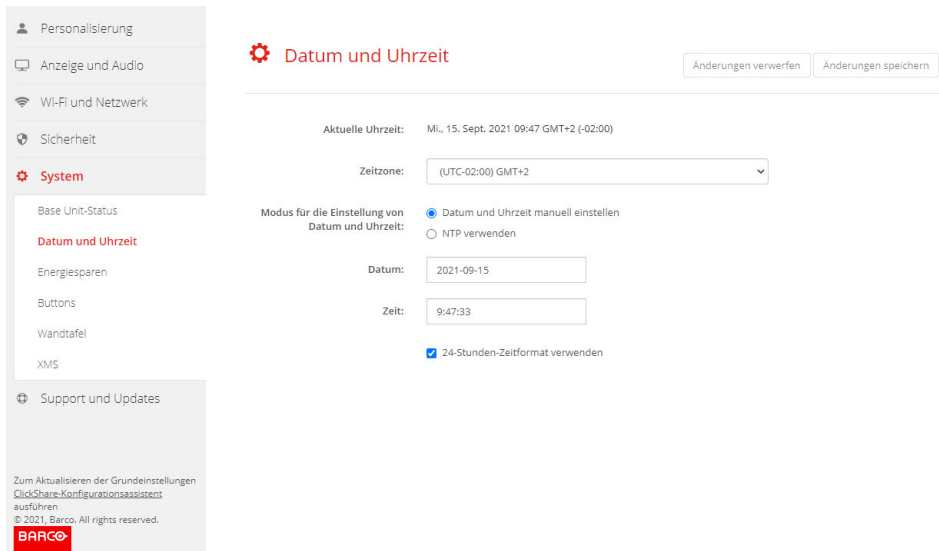 Personalisierung
Anzeige und Audio
Wi-Fi und Netzwerk
Sicherheit
System
Base Unit-Status
Datum und Uhrzeit
Energiesparen
Buttons
Wandtafel
XMS
Support und Updates
Zum Aktualisieren der Grundeinstellungen
ClickShare-Konfigurationsassistent
ausführen
© 2021, Barco. All rights reserved.
BARCO
Datum und Uhrzeit
Änderungen verwerfen Änderungen speichern
Aktuelle Uhrzeit: Mi., 15. Sept. 2021 09:47 GMT+2 (-02:00)
Zeitzone: (UTC-02:00) GMT+2
Modus für die Einstellung von Datum und Uhrzeit manuell einstellen
Datum und Uhrzeit: NTP verwenden
Datum: 2021-09-15
Zeit: 9:47:33
24-Stunden-Zeitformat verwenden